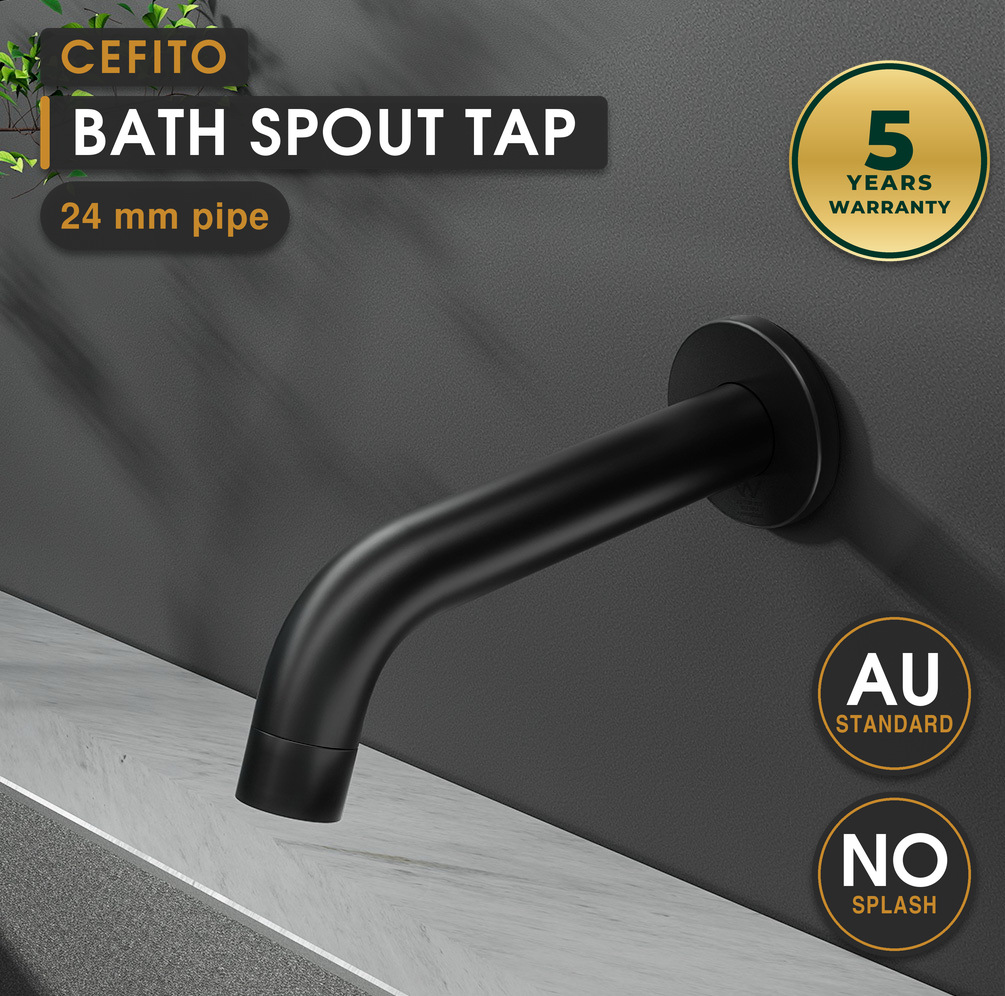 CEFITO
BATH SPOUT TAP
24 mm pipe
5
YEARS
WARRANTY
AU
STANDARD
NO
SPLASH